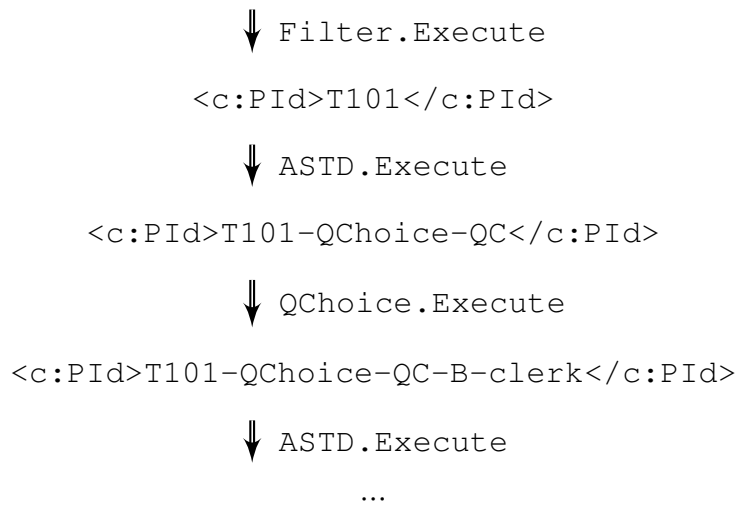 Filter.Execute
<c:PId>T101</c:PId>
ASTD.Execute
<c:PId>T101-QChoice-QC</c:PId>
QChoice.Execute
<c:PId>T101-QChoice-QC-B-clerk</c:PId>
ASTD.Execute
...